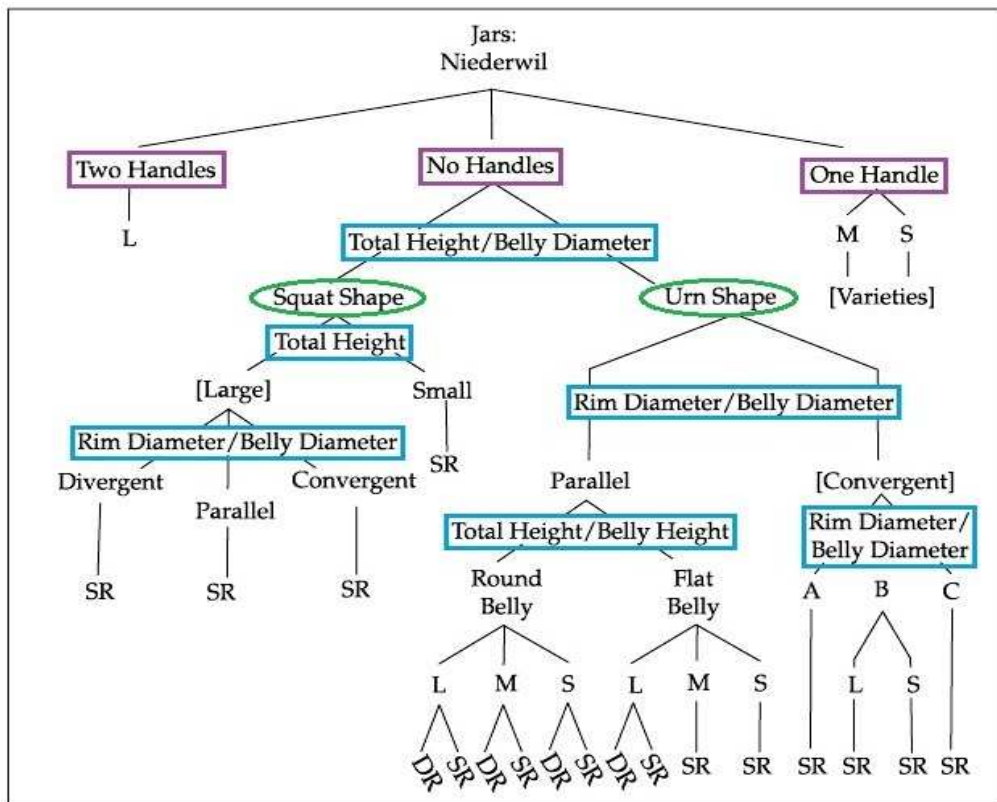 Jars:
Niederwil
Two Handles
No Handles
One Handle
L
M S
Total Height/Belly Diameter
[Varieties]
Squat Shape
Urn Shape
Total Height
[Large]
Small
Rim Diameter/Belly Diameter
Rim Diameter/Belly Diameter
SR
Divergent
Parallel
Convergent
Parallel
[Convergent]
Total Height/Belly Height
Rim Diameter/
Belly Diameter
SR SR SR
Round
Belly
Flat
Belly
A B C
L M S L M S L S
DR SR DR SR DR SR DR SR SR SR SR SR SR SR